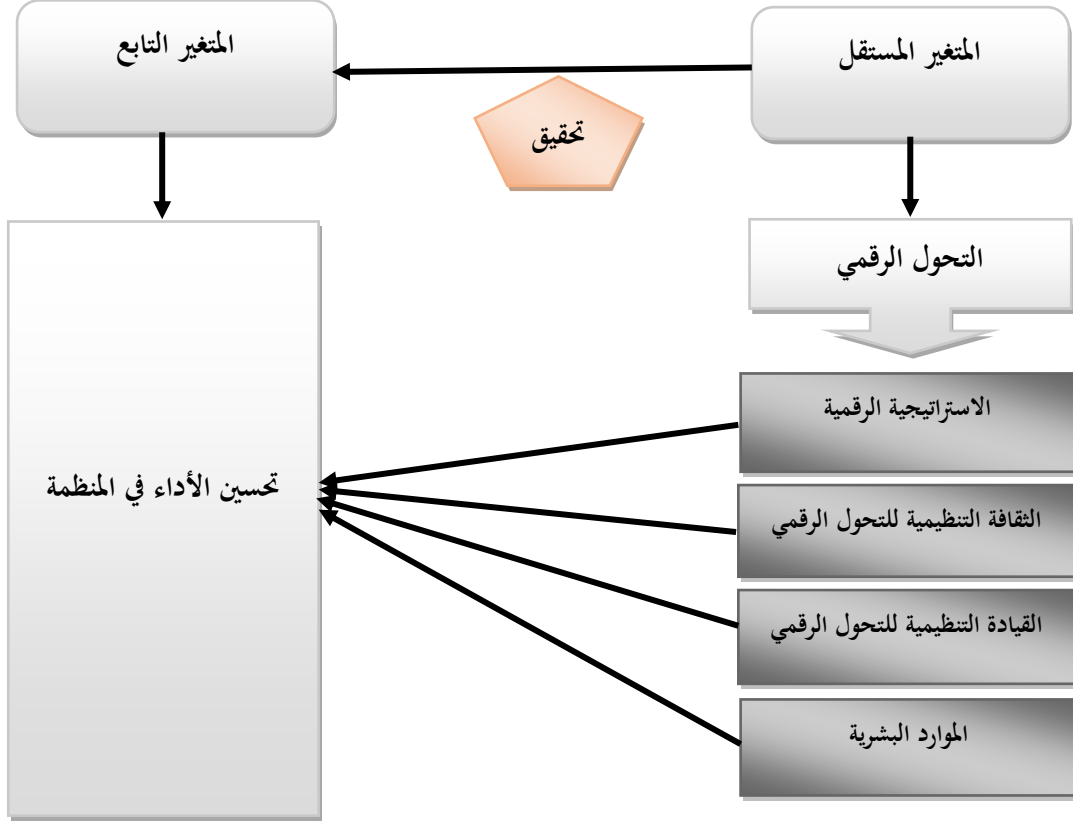 المتغير المستقل
المتغير التابع
تحقيق
التحول الرقمي
الاستراتيجية الرقمية
الثقافة التنظيمية للتحول الرقمي
القيادة التنظيمية للتحول الرقمي
الموارد البشرية
تحسين الأداء في المنظمة